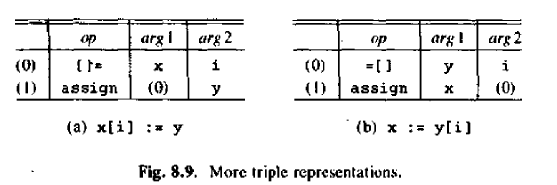 op arg 1 arg 2
(0) [ ]= x i
(1) assign (0) y
(a) x[i] := y
op arg 1 arg 2
(0) =[ ] y i
(1) assign x (0)
(b) x := y[i]
Fig. 8.9. More triple representations.